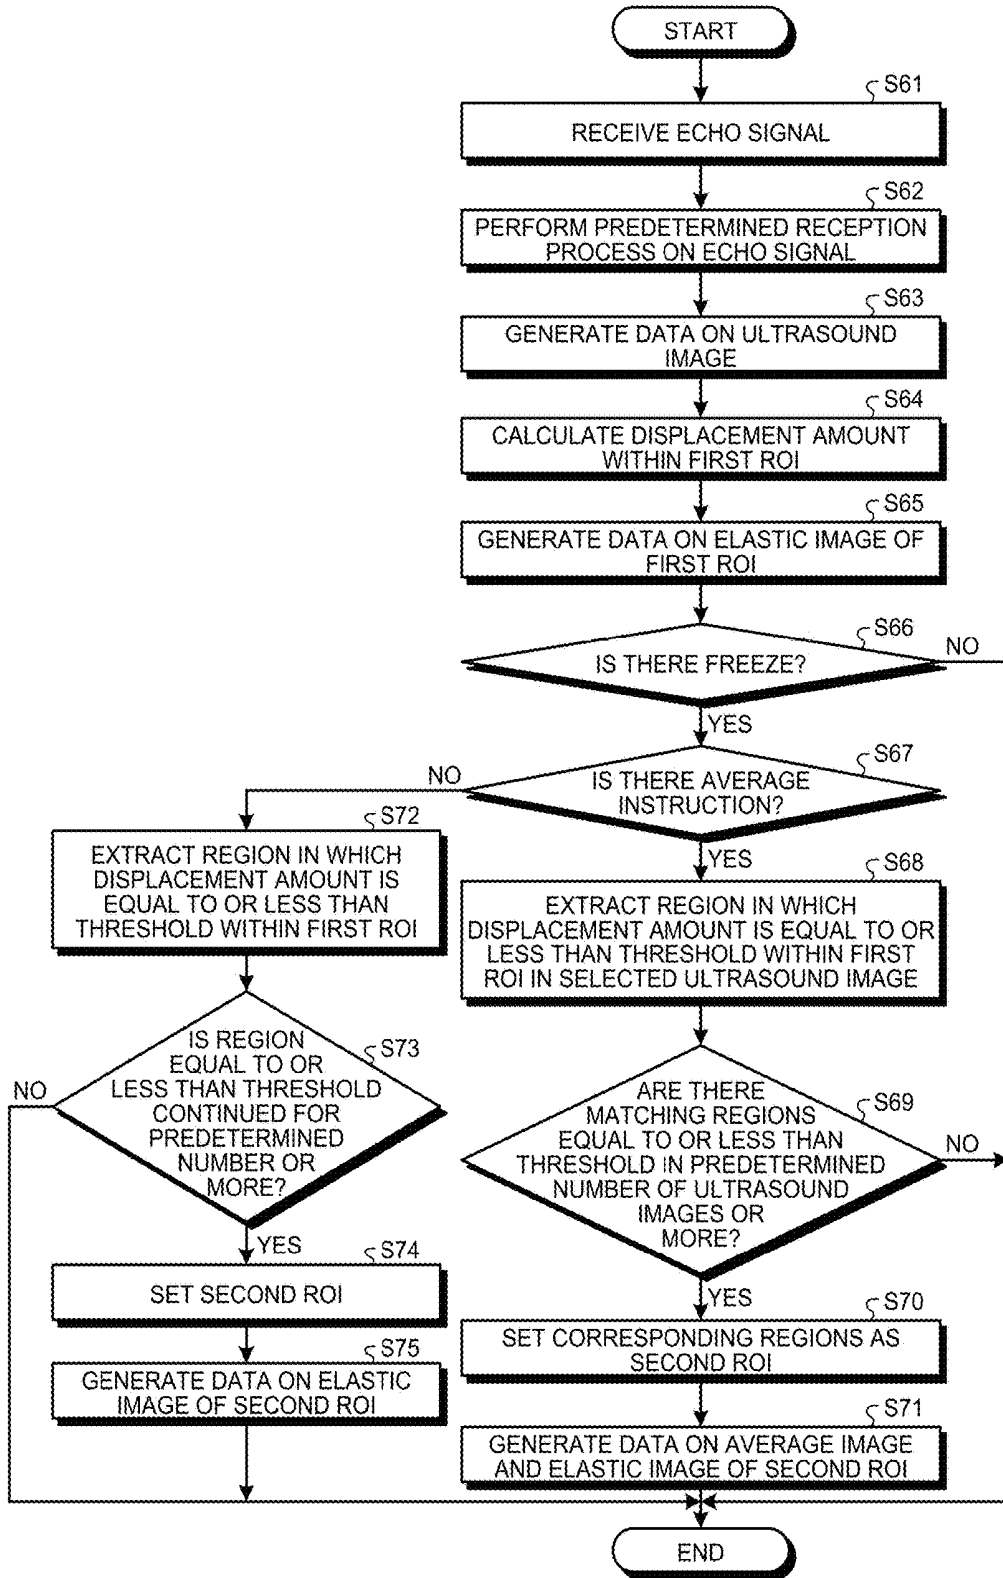 START
S61
RECEIVE ECHO SIGNAL
S62
PERFORM PREDETERMINED RECEPTION
PROCESS ON ECHO SIGNAL
S63
GENERATE DATA ON ULTRASOUND
IMAGE
S64
CALCULATE DISPLACEMENT AMOUNT
WITHIN FIRST ROI
S65
GENERATE DATA ON ELASTIC IMAGE OF
FIRST ROI
S66
IS THERE FREEZE?
NO
YES
S67
IS THERE AVERAGE
INSTRUCTION?
NO
YES
S72
EXTRACT REGION IN WHICH
DISPLACEMENT AMOUNT IS
EQUAL TO OR LESS THAN
THRESHOLD WITHIN FIRST ROI
S73
IS REGION
EQUAL TO OR
LESS THAN THRESHOLD
CONTINUED FOR
PREDETERMINED
NUMBER OR
MORE?
NO
YES
S74
SET SECOND ROI
S75
GENERATE DATA ON ELASTIC
IMAGE OF SECOND ROI
S68
EXTRACT REGION IN WHICH
DISPLACEMENT AMOUNT IS EQUAL TO OR
LESS THAN THRESHOLD WITHIN FIRST
ROI IN SELECTED ULTRASOUND IMAGE
S69
ARE THERE
MATCHING REGIONS
EQUAL TO OR LESS THAN
THRESHOLD IN PREDETERMINED
NUMBER OF ULTRASOUND
IMAGES OR
MORE?
NO
YES
S70
SET CORRESPONDING REGIONS AS
SECOND ROI
S71
GENERATE DATA ON AVERAGE IMAGE
AND ELASTIC IMAGE OF SECOND ROI
END